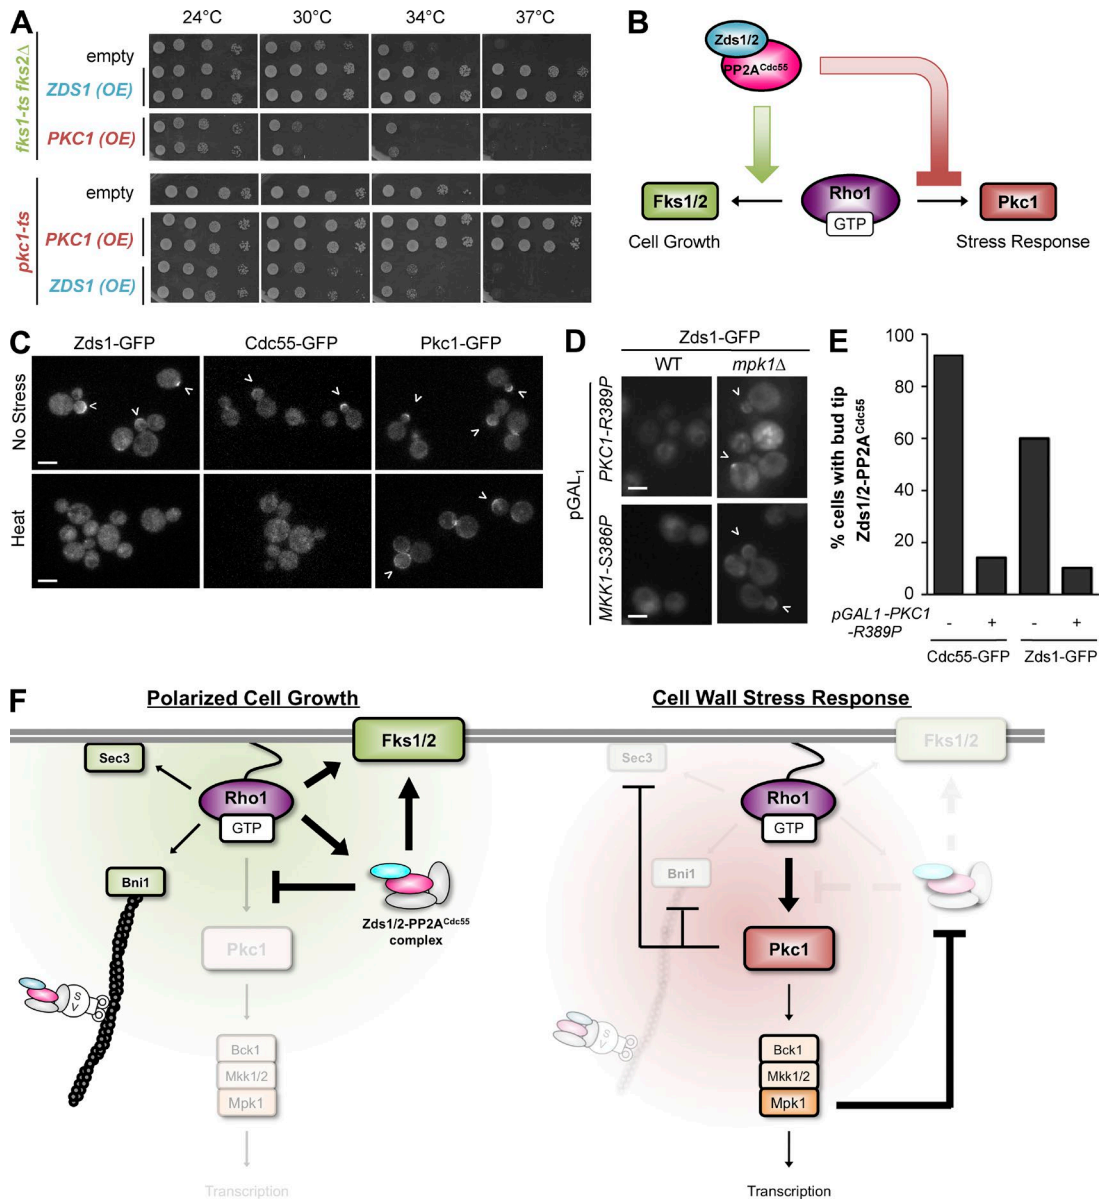 A
24°C 30°C 34°C 37°C
fks1-ts fks2Δ
empty
ZDS1 (OE)
PKC1 (OE)
pkc1-ts
empty
PKC1 (OE)
ZDS1 (OE)
B
Zds1/2
PP2ACdc55
Fks1/2
Rho1
GTP
Pkc1
Cell Growth
Stress Response
C
Zds1-GFP Cdc55-GFP Pkc1-GFP
No Stress
Heat
D
Zds1-GFP
WT mpk1Δ
pGAL1
PKC1-R389P
MKK1-S386P
E
% cells with bud tip
Zds1/2-PP2ACdc55
100
80
60
40
20
0
pGAL1-PKC1
-R389P
- + - +
Cdc55-GFP Zds1-GFP
F
Polarized Cell Growth
Fks1/2
Sec3
Rho1
GTP
Bni1
Zds1/2-PP2ACdc55
complex
Pkc1
S
V
Bck1
Mkk1/2
Mpk1
Transcription
Cell Wall Stress Response
Fks1/2
Sec3
Rho1
GTP
Bni1
Pkc1
S
V
Bck1
Mkk1/2
Mpk1
Transcription